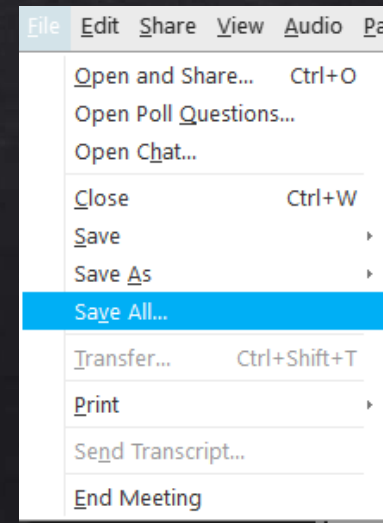 File Edit Share View Audio Pa
Open and Share... Ctrl+O
Open Poll Questions...
Open Chat...
Close Ctrl+W
Save
Save As
Save All...
Transfer... Ctrl+Shift+T
Print
Send Transcript...
End Meeting